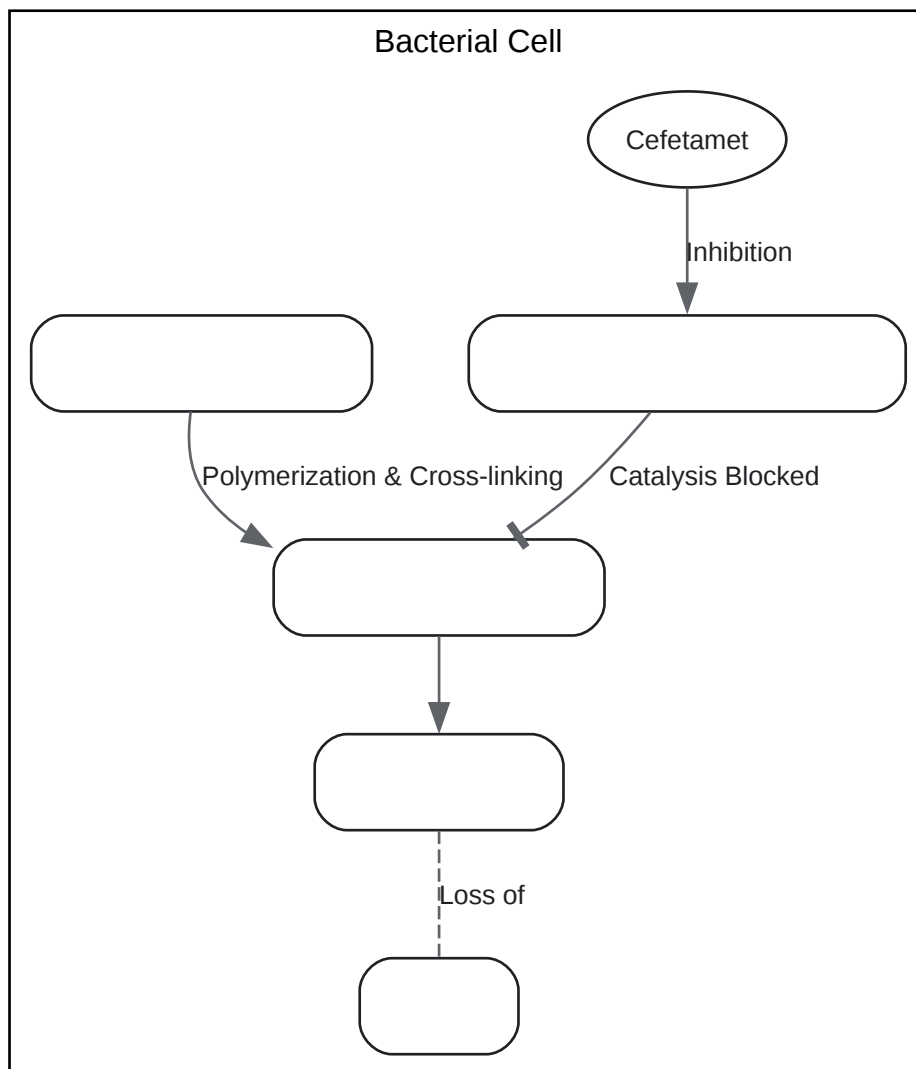 Bacterial Cell
Cefetamet
Inhibition
Polymerization & Cross-linking
Catalysis Blocked
Loss of